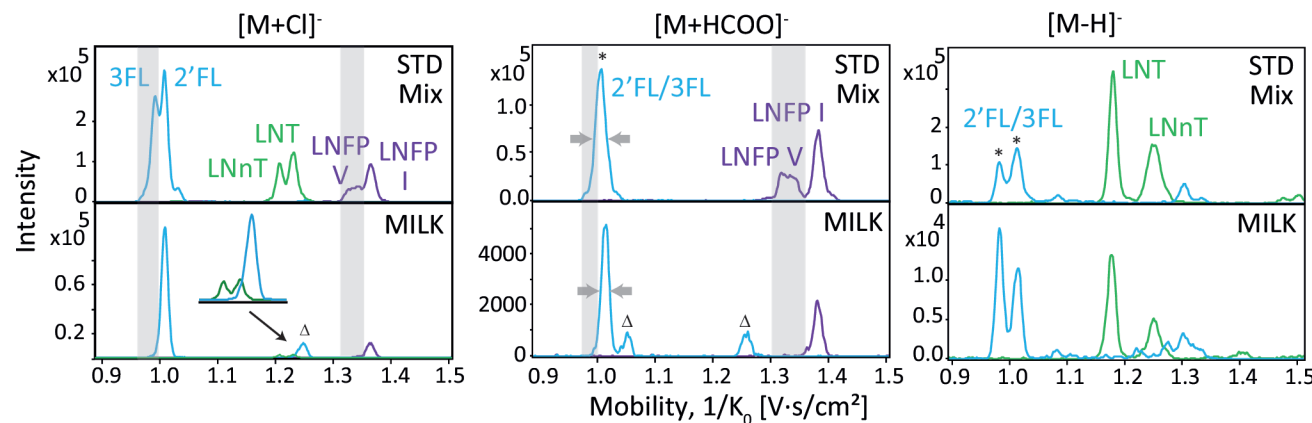 [M+Cl]⁻
x10⁵
STD
Mix
3FL 2'FL
LNT
LNnT
LNFP
V
LNFP
I
2
1
0
x10⁵
MILK
0.6
0.2
Δ
0.9 1.0 1.1 1.2 1.3 1.4 1.5
Intensity
[M+HCOO]⁻
x10⁵
*
STD
Mix
2'FL/3FL
LNFP I
LNFP V
1.0
0.5
0.0
MILK
4000
2000
0
Δ
Δ
0.9 1.0 1.1 1.2 1.3 1.4 1.5
Mobility, 1/K₀ [V·s/cm²]
[M-H]⁻
x10⁵
LNT
STD
Mix
2'FL/3FL
LNnT
*
*
2
1
0
x10⁴
MILK
1.0
0.5
0.0
0.9 1.0 1.1 1.2 1.3 1.4 1.5